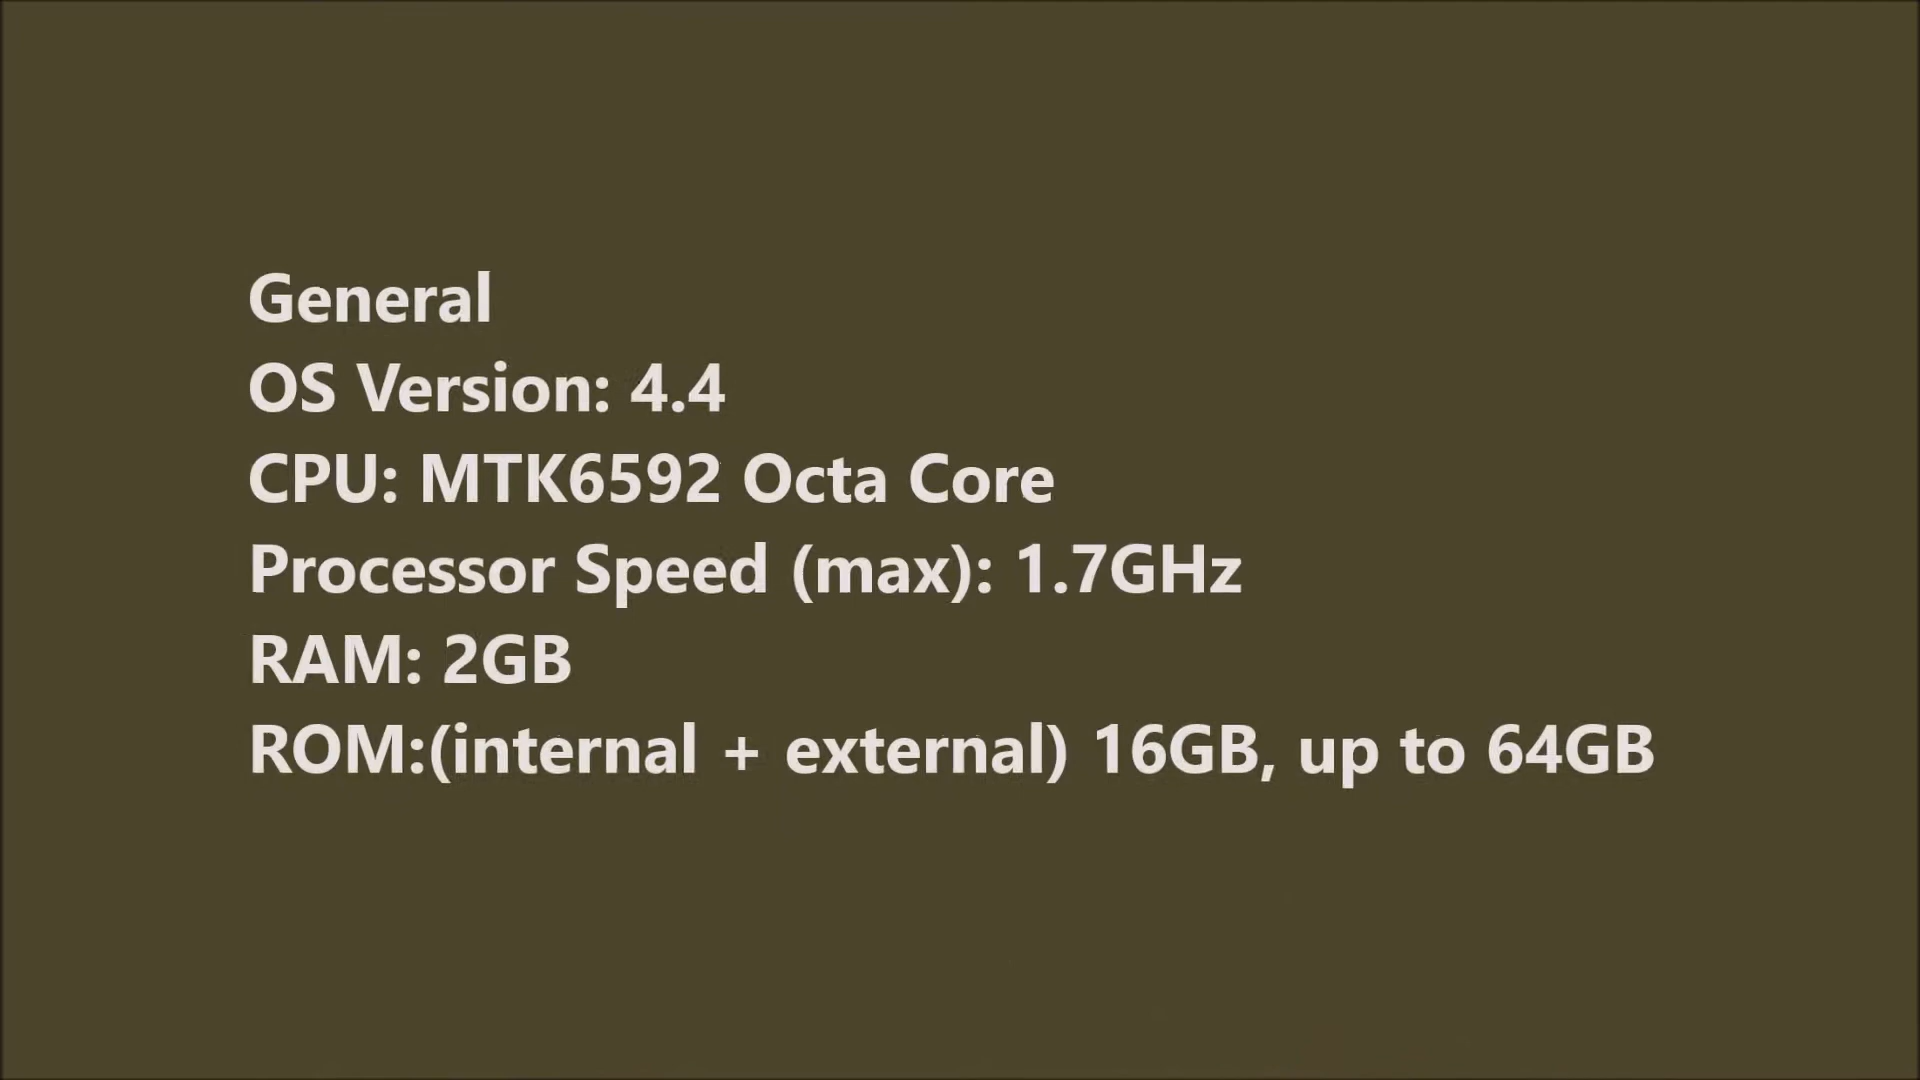 General
OS Version: 4.4
CPU: MTK6592 Octa Core
Processor Speed (max): 1.7GHz
RAM: 2GB
ROM:(internal + external) 16GB, up to 64GB